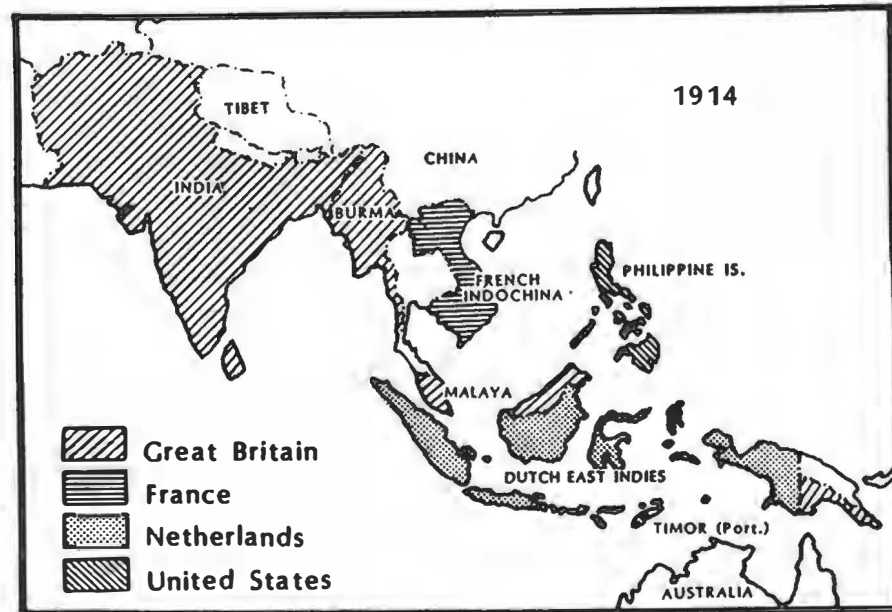 1914
TIBET
CHINA
INDIA
BURMA
PHILIPPINE IS.
FRENCH
INDOCHINA
MALAYA
DUTCH EAST INDIES
TIMOR (Port.)
AUSTRALIA
Great Britain
France
Netherlands
United States